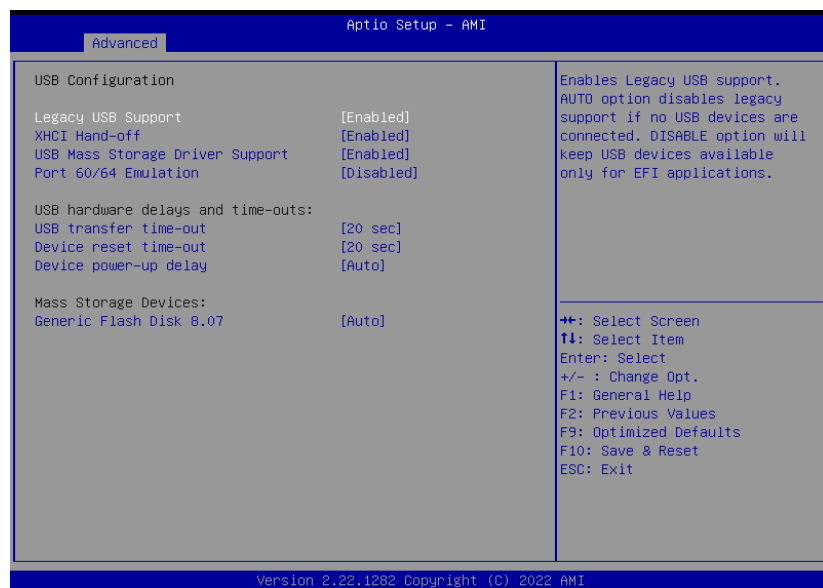 Aptio Setup – AMI
Advanced
USB Configuration
Legacy USB Support [Enabled]
XHCI Hand-off [Enabled]
USB Mass Storage Driver Support [Enabled]
Port 60/64 Emulation [Disabled]
USB hardware delays and time-outs:
USB transfer time-out [20 sec]
Device reset time-out [20 sec]
Device power-up delay [Auto]
Mass Storage Devices:
Generic Flash Disk 8.07 [Auto]
Enables Legacy USB support.
AUTO option disables legacy
support if no USB devices are
connected. DISABLE option will
keep USB devices available
only for EFI applications.
→←: Select Screen
↑↓: Select Item
Enter: Select
+/- : Change Opt.
F1: General Help
F2: Previous Values
F9: Optimized Defaults
F10: Save & Reset
ESC: Exit
Version 2.22.1282 Copyright (C) 2022 AMI